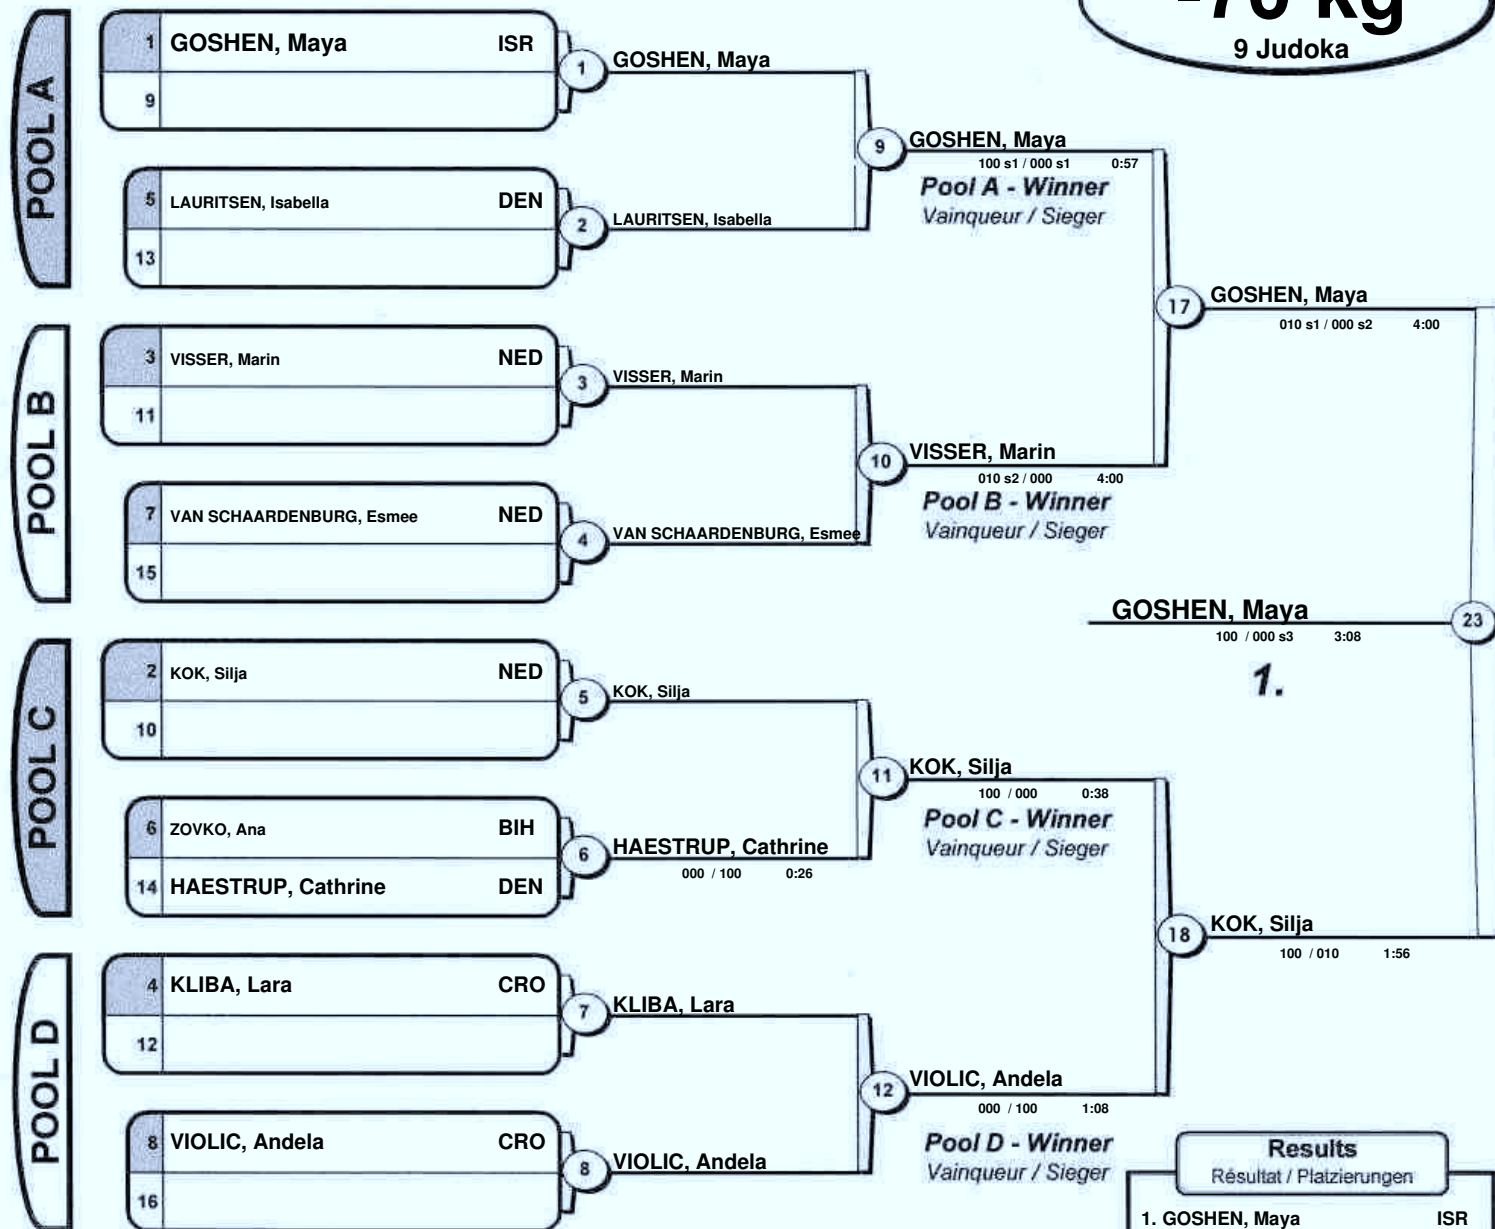 -70 kg
9 Judoka
POOL A
1 GOSHEN, Maya ISR
9
1 GOSHEN, Maya
5 LAURITSEN, Isabella DEN
13
2 LAURITSEN, Isabella
9 GOSHEN, Maya
100 s1 / 000 s1 0:57
Pool A - Winner
Vainqueur / Sieger
POOL B
3 VISSER, Marin NED
11
3 VISSER, Marin
7 VAN SCHAARDENBURG, Esmee NED
15
4 VAN SCHAARDENBURG, Esmee
10 VISSER, Marin
010 s2 / 000 4:00
Pool B - Winner
Vainqueur / Sieger
17 GOSHEN, Maya
010 s1 / 000 s2 4:00
GOSHEN, Maya 23
100 / 000 s3 3:08
1.
POOL C
2 KOK, Silja NED
10
5 KOK, Silja
6 ZOVKO, Ana BIH
14 HAESTRUP, Cathrine DEN
6 HAESTRUP, Cathrine
000 / 100 0:26
11 KOK, Silja
100 / 000 0:38
Pool C - Winner
Vainqueur / Sieger
18 KOK, Silja
100 / 010 1:56
POOL D
4 KLIBA, Lara CRO
12
7 KLIBA, Lara
8 VIOLIC, Andela CRO
16
8 VIOLIC, Andela
12 VIOLIC, Andela
000 / 100 1:08
Pool D - Winner
Vainqueur / Sieger
Results
Résultat / Platzierungen
1. GOSHEN, Maya ISR